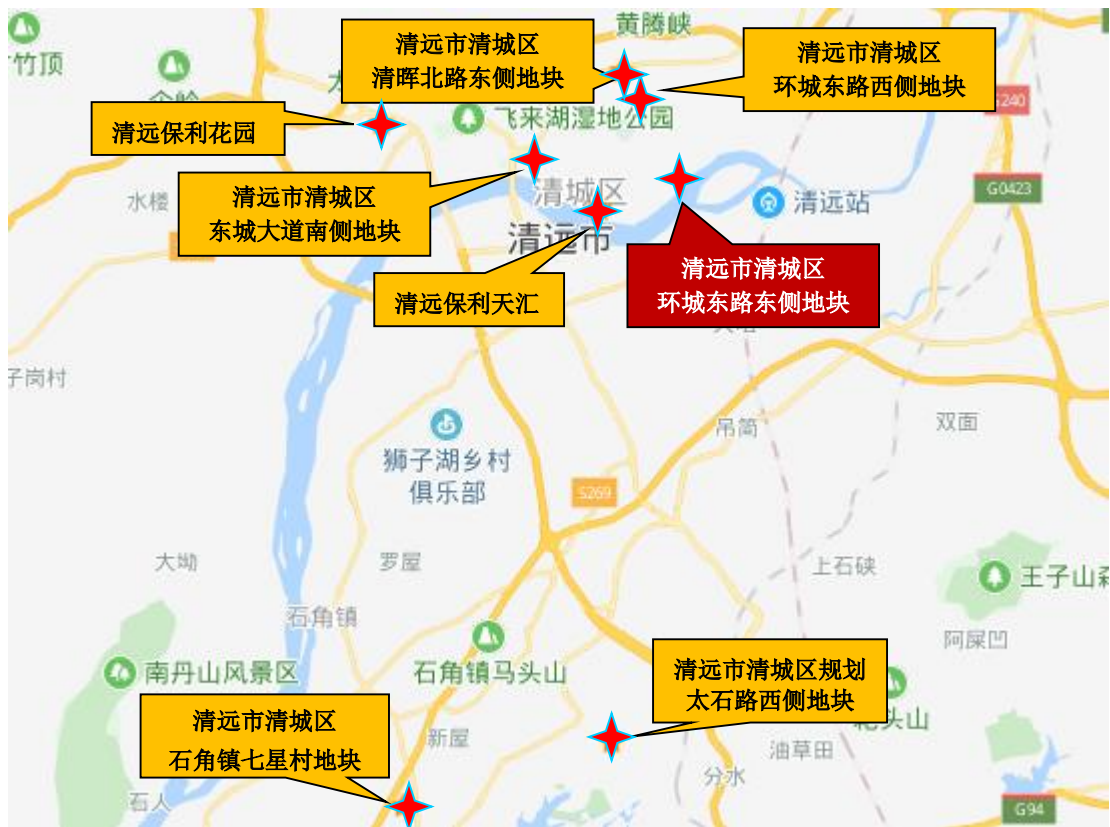 黄腾峡
竹顶
清远市清城区
清晖北路东侧地块
清远市清城区
环城东路西侧地块
S240
清远保利花园
飞来湖湿地公园
水楼
清远市清城区
东城大道南侧地块
清城区
清远市
清远站
G0423
清远保利天汇
清远市清城区
环城东路东侧地块
子岗村
吊简
双面
狮子湖乡村
俱乐部
S269
大坳
罗屋
上石硖
王子山森
石角镇
阿屎凹
南丹山风景区
石角镇马头山
清远市清城区规划
太石路西侧地块
头山
清远市清城区
石角镇七星村地块
新屋
油草田
分水
石人
G94